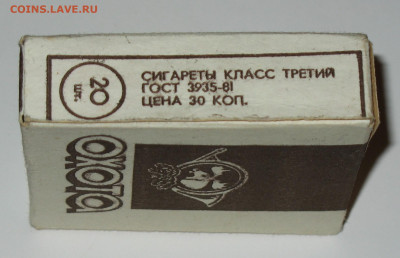 COINS.LAVE.RU
20
шт.
СИГАРЕТЫ КЛАСС ТРЕТИЙ
ГОСТ 3935-81
ЦЕНА 30 КОП.
ОХОТА